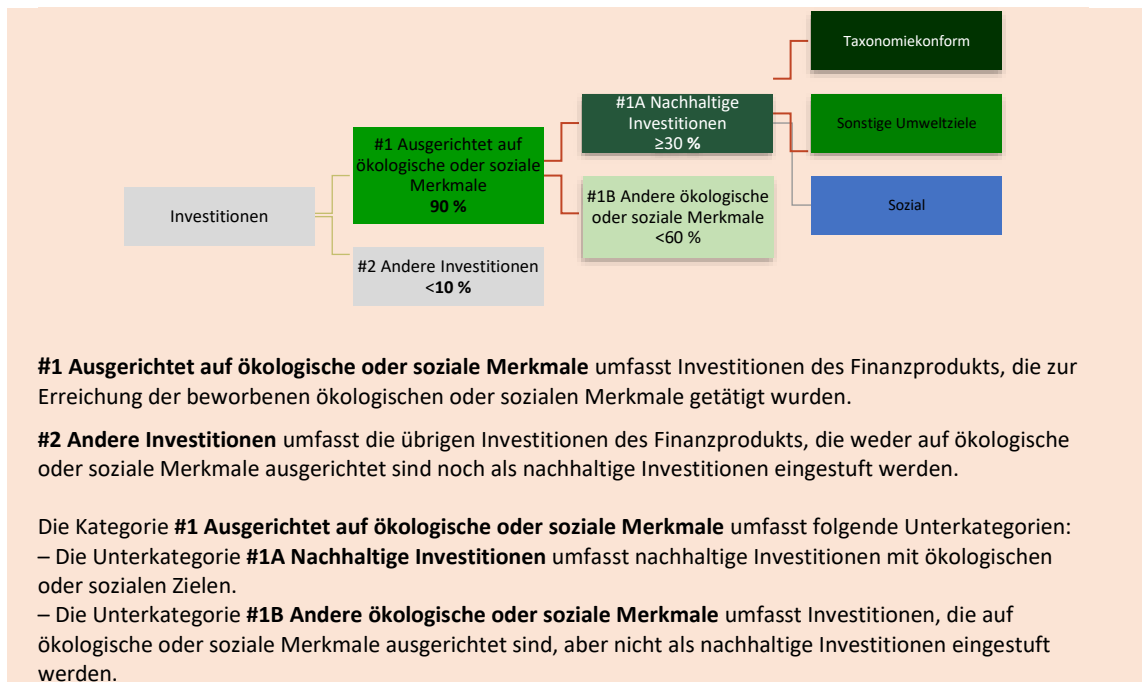 Taxonomiekonform
#1A Nachhaltige
Investitionen
≥30 %
Sonstige Umweltziele
#1 Ausgerichtet auf
ökologische oder soziale
Merkmale
90 %
#1B Andere ökologische
oder soziale Merkmale
<60 %
Sozial
Investitionen
#2 Andere Investitionen
<10 %
#1 Ausgerichtet auf ökologische oder soziale Merkmale umfasst Investitionen des Finanzprodukts, die zur
Erreichung der beworbenen ökologischen oder sozialen Merkmale getätigt wurden.
#2 Andere Investitionen umfasst die übrigen Investitionen des Finanzprodukts, die weder auf ökologische
oder soziale Merkmale ausgerichtet sind noch als nachhaltige Investitionen eingestuft werden.
Die Kategorie #1 Ausgerichtet auf ökologische oder soziale Merkmale umfasst folgende Unterkategorien:
– Die Unterkategorie #1A Nachhaltige Investitionen umfasst nachhaltige Investitionen mit ökologischen
oder sozialen Zielen.
– Die Unterkategorie #1B Andere ökologische oder soziale Merkmale umfasst Investitionen, die auf
ökologische oder soziale Merkmale ausgerichtet sind, aber nicht als nachhaltige Investitionen eingestuft
werden.